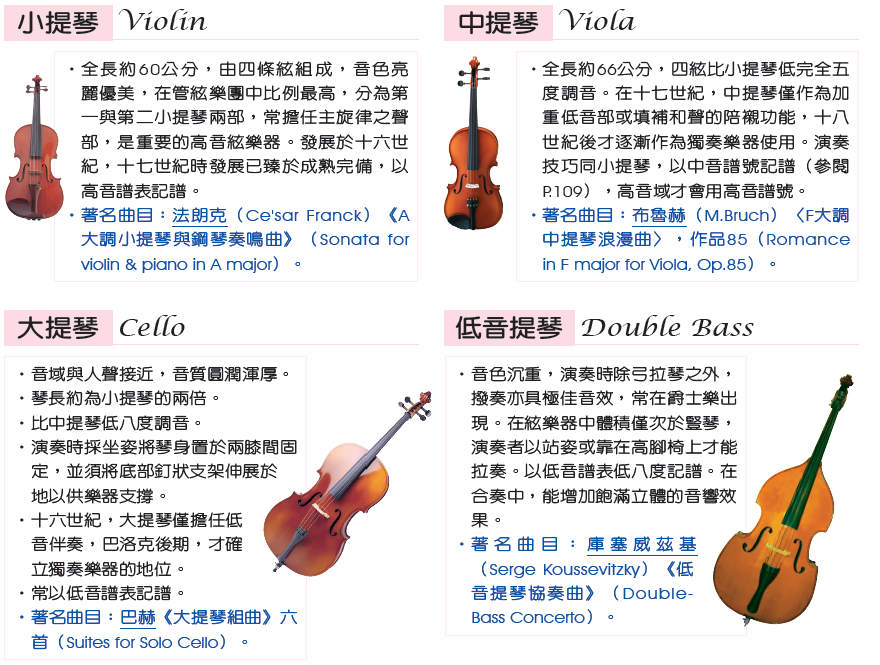 小提琴 Violin
・全長約60公分，由四條絃組成，音色亮
麗優美，在管絃樂團中比例最高，分為第
一與第二小提琴兩部，常擔任主旋律之聲
部，是重要的高音絃樂器。發展於十六世
紀，十七世紀時發展已臻於成熟完備，以
高音譜表記譜。
・著名曲目：法朗克（Ce'sar Franck）《A
大調小提琴與鋼琴奏鳴曲》（Sonata for
violin & piano in A major）。
中提琴 Viola
・全長約66公分，四絃比小提琴低完全五
度調音。在十七世紀，中提琴僅作為加
重低音部或填補和聲的陪襯功能，十八
世紀後才逐漸作為獨奏樂器使用。演奏
技巧同小提琴，以中音譜號記譜（參閱
P.109），高音域才會用高音譜號。
・著名曲目：布魯赫（M.Bruch）〈F大調
中提琴浪漫曲〉，作品85（Romance
in F major for Viola, Op.85）。
大提琴 Cello
・音域與人聲接近，音質圓潤渾厚。
・琴長約為小提琴的兩倍。
・比中提琴低八度調音。
・演奏時採坐姿將琴身置於兩膝間固
定，並須將底部釘狀支架伸展於
地以供樂器支撐。
・十六世紀，大提琴僅擔任低
音伴奏，巴洛克後期，才確
立獨奏樂器的地位。
・常以低音譜表記譜。
・著名曲目：巴赫《大提琴組曲》六
首（Suites for Solo Cello）。
低音提琴 Double Bass
・音色沉重，演奏時除弓拉琴之外，
撥奏亦具極佳音效，常在爵士樂出
現。在絃樂器中體積僅次於豎琴，
演奏者以站姿或靠在高腳椅上才能
拉奏。以低音譜表低八度記譜。在
合奏中，能增加飽滿立體的音響效
果。
・著名曲目：庫塞威茲基
（Serge Koussevitzky）《低
音提琴協奏曲》（Double-
Bass Concerto）。